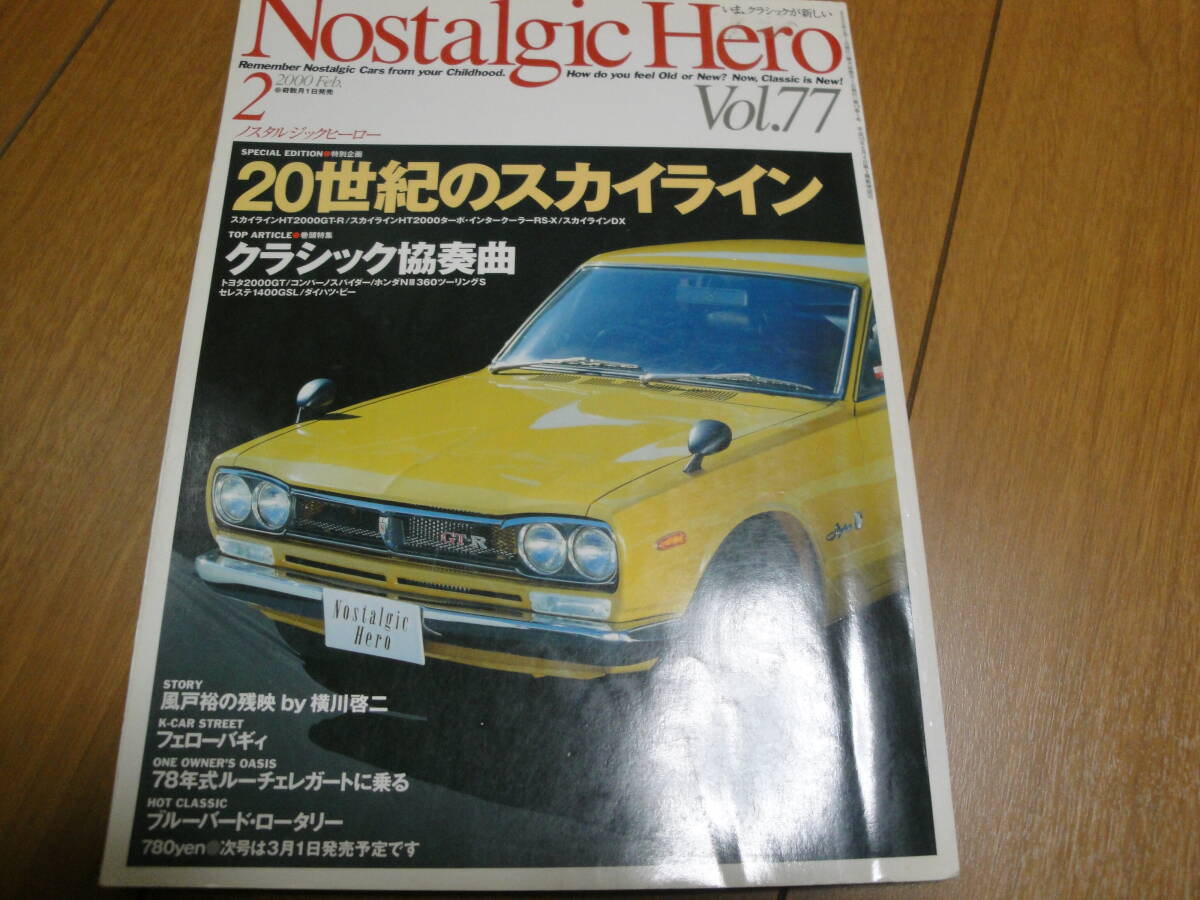 いま、クラシックが新しい
Nostalgic Hero
Remember Nostalgic Cars from your Childhood. How do you feel Old or New? Now, Classic is New!
2 2000 Feb.
●奇数月1日発売
Vol.77
ノスタルジックヒーロー
SPECIAL EDITION●特別企画
20世紀のスカイライン
スカイラインHT2000GT-R/スカイラインHT2000ターボ・インタークーラーRS-X/スカイラインDX
TOP ARTICLE●巻頭特集
クラシック協奏曲
トヨタ2000GT/コンパーノスパイダー/ホンダNⅢ360ツーリングS
セレステ1400GSL/ダイハツ・ビー
GT-R
Nostalgic
Hero
STORY
風戸裕の残映 by 横川啓二
K-CAR STREET
フェローバギィ
ONE OWNER'S OASIS
78年式ルーチェレガートに乗る
HOT CLASSIC
ブルーバード・ロータリー
780yen●次号は3月1日発売予定です